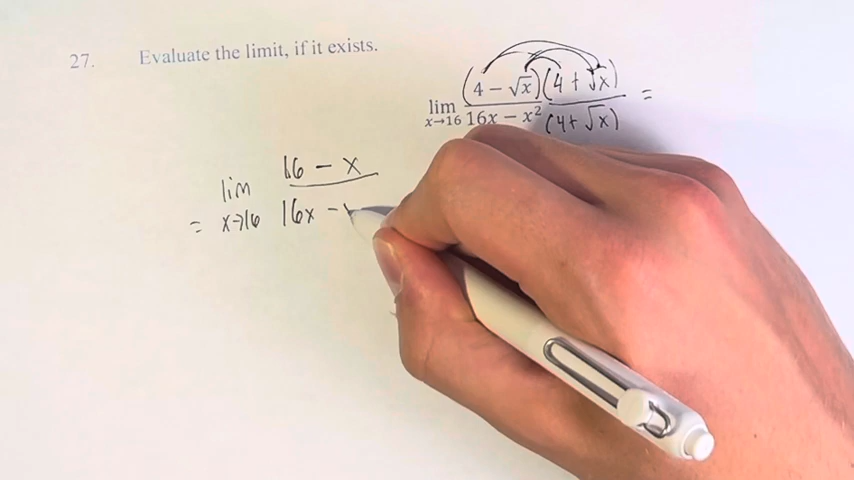 27. Evaluate the limit, if it exists.
lim x→16 (4 − √x)(4 + √x) / 16x − x² (4 + √x) =
= lim x→16 16 − x / 16x −